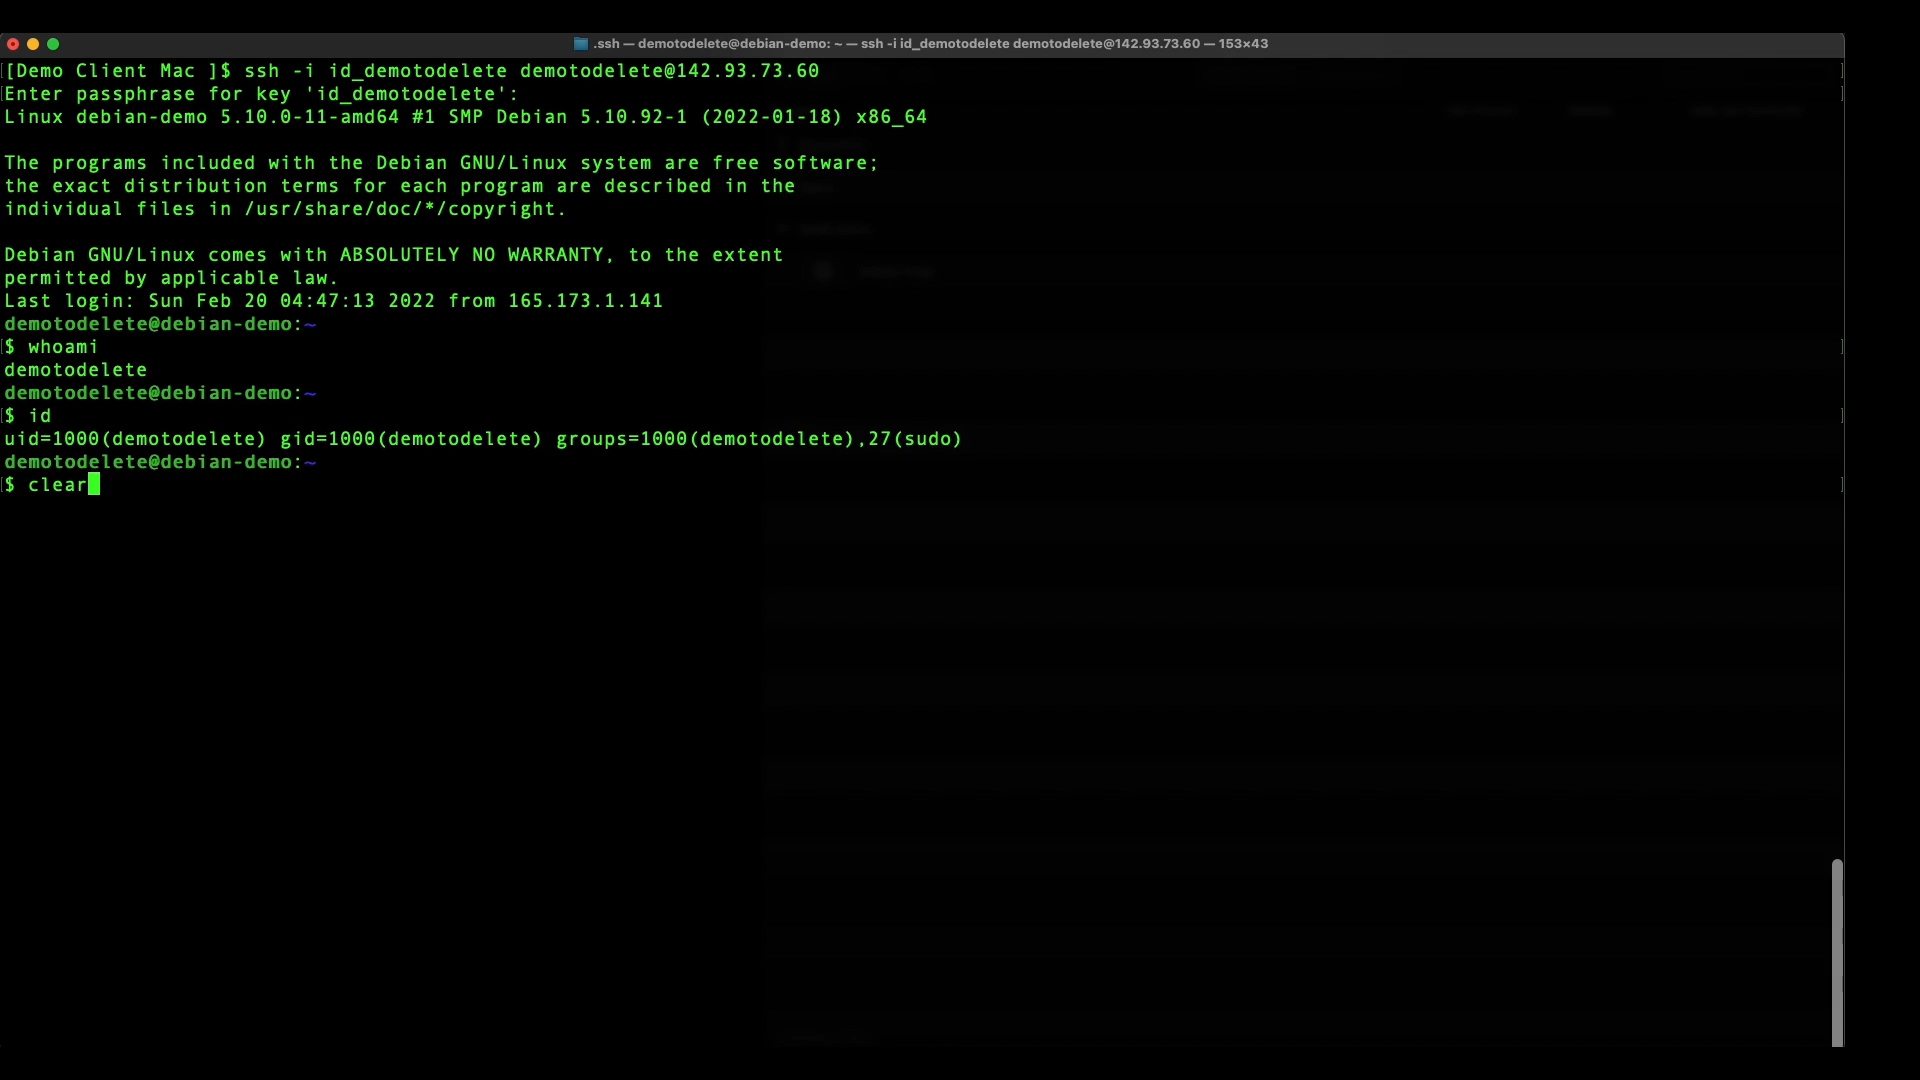 .ssh — demotodelete@debian-demo: ~ — ssh -i id_demotodelete demotodelete@142.93.73.60 — 153×43
[Demo Client Mac ]$ ssh -i id_demotodelete demotodelete@142.93.73.60
Enter passphrase for key 'id_demotodelete':
Linux debian-demo 5.10.0-11-amd64 #1 SMP Debian 5.10.92-1 (2022-01-18) x86_64
The programs included with the Debian GNU/Linux system are free software;
the exact distribution terms for each program are described in the
individual files in /usr/share/doc/*/copyright.
Debian GNU/Linux comes with ABSOLUTELY NO WARRANTY, to the extent
permitted by applicable law.
Last login: Sun Feb 20 04:47:13 2022 from 165.173.1.141
demotodelete@debian-demo:~
$ whoami
demotodelete
demotodelete@debian-demo:~
$ id
uid=1000(demotodelete) gid=1000(demotodelete) groups=1000(demotodelete),27(sudo)
demotodelete@debian-demo:~
$ clear